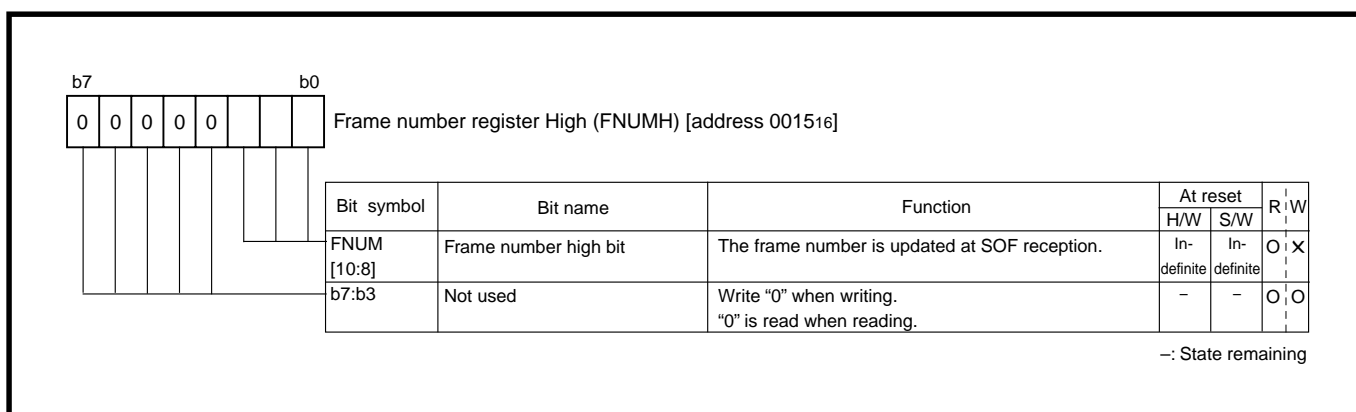 b7 b0
0 0 0 0 0
Frame number register High (FNUMH) [address 001516]
Bit symbol Bit name Function At reset R W
H/W S/W
FNUM Frame number high bit The frame number is updated at SOF reception. In- In- O ×
[10:8] definite definite
b7:b3 Not used Write “0” when writing. – – O O
“0” is read when reading.
–: State remaining